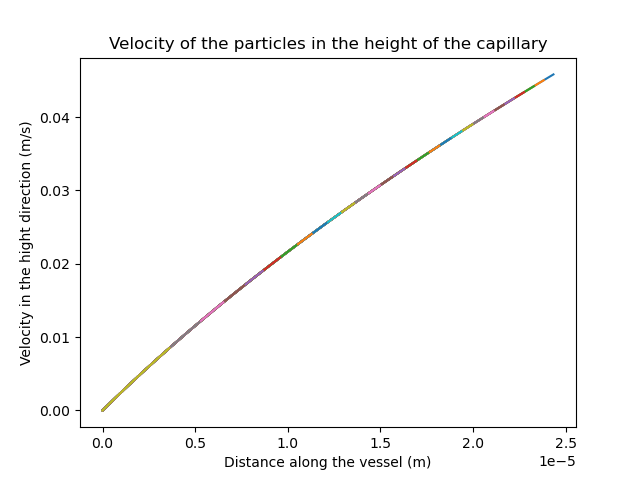 Velocity of the particles in the height of the capillary
Velocity in the hight direction (m/s)
0.04
0.03
0.02
0.01
0.00
0.0 0.5 1.0 1.5 2.0 2.5
1e−5
Distance along the vessel (m)